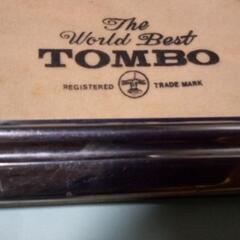 The
World Best
TOMBO
REGISTERED TRADE MARK